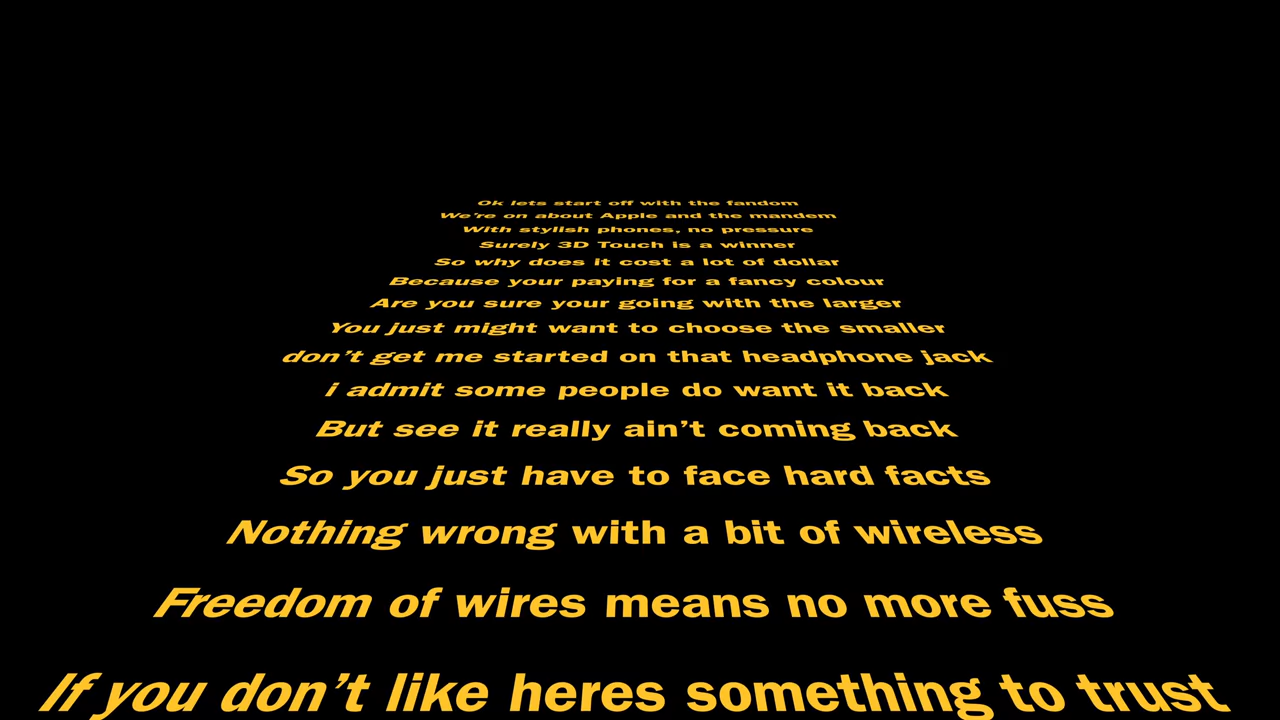 Ok lets start off with the fandom
We're on about Apple and the mandem
With stylish phones, no pressure
Surely 3D Touch is a winner
So why does it cost a lot of dollar
Because your paying for a fancy colour
Are you sure your going with the larger
You just might want to choose the smaller
don't get me started on that headphone jack
i admit some people do want it back
But see it really ain't coming back
So you just have to face hard facts
Nothing wrong with a bit of wireless
Freedom of wires means no more fuss
If you don't like heres something to trust